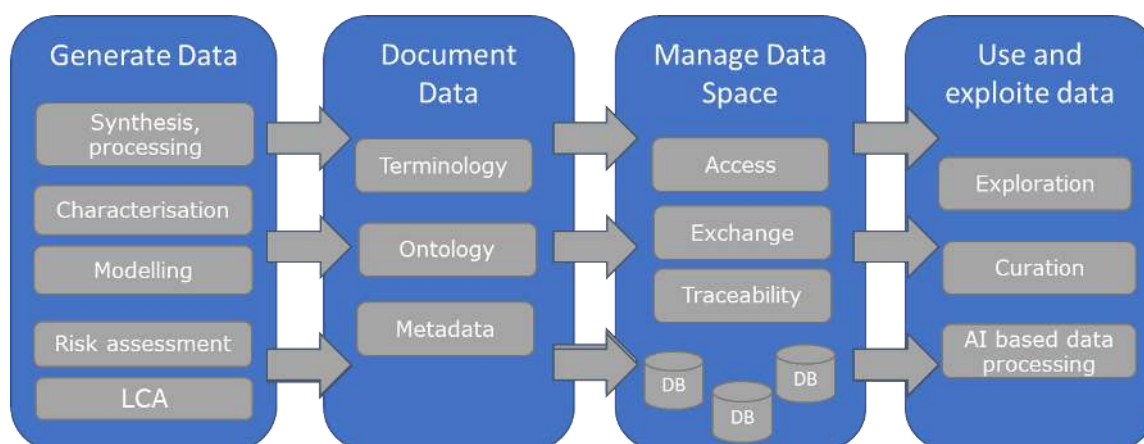 Generate Data
Synthesis,
processing
Characterisation
Modelling
Risk assessment
LCA
Document
Data
Terminology
Ontology
Metadata
Manage Data
Space
Access
Exchange
Traceability
DB
DB
DB
Use and
exploite data
Exploration
Curation
AI based data
processing